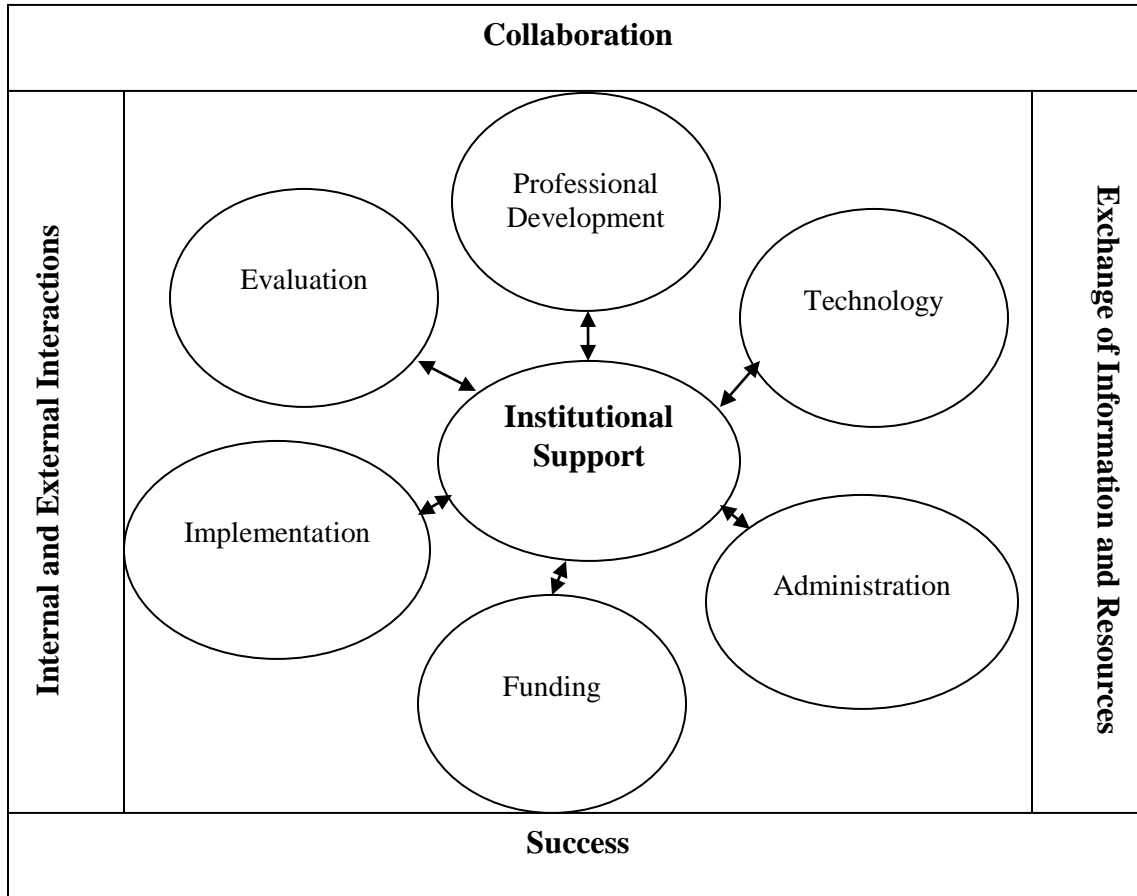 Collaboration
Internal and External Interactions
Professional
Development
Evaluation
Technology
Institutional
Support
Implementation
Administration
Funding
Exchange of Information and Resources
Success